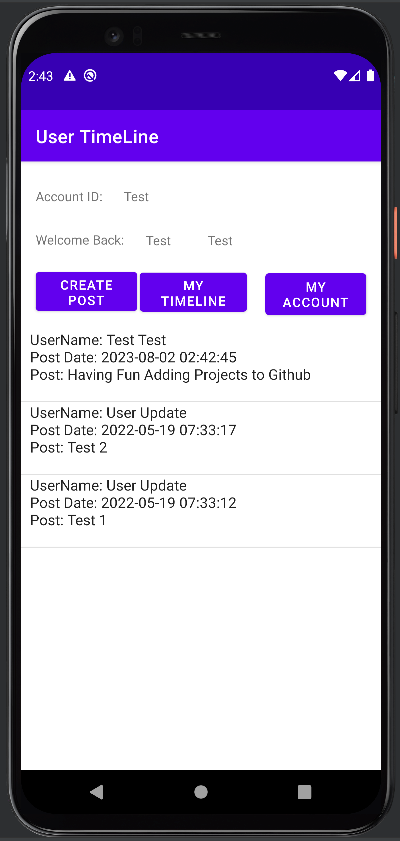 2:43
User TimeLine
Account ID: Test
Welcome Back: Test Test
CREATE POST
MY TIMELINE
MY ACCOUNT
UserName: Test Test
Post Date: 2023-08-02 02:42:45
Post: Having Fun Adding Projects to Github
UserName: User Update
Post Date: 2022-05-19 07:33:17
Post: Test 2
UserName: User Update
Post Date: 2022-05-19 07:33:12
Post: Test 1